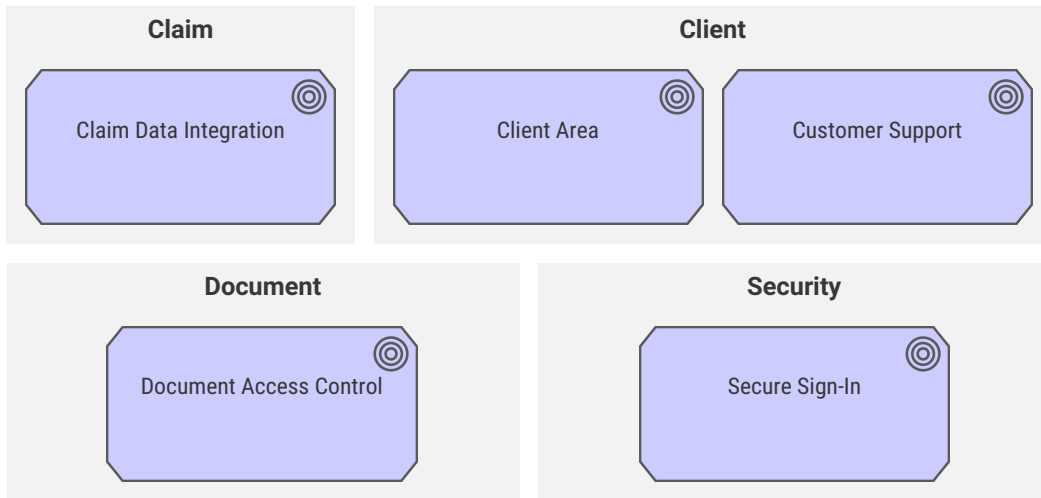 Claim
Claim Data Integration
Client
Client Area
Customer Support
Document
Document Access Control
Security
Secure Sign-In